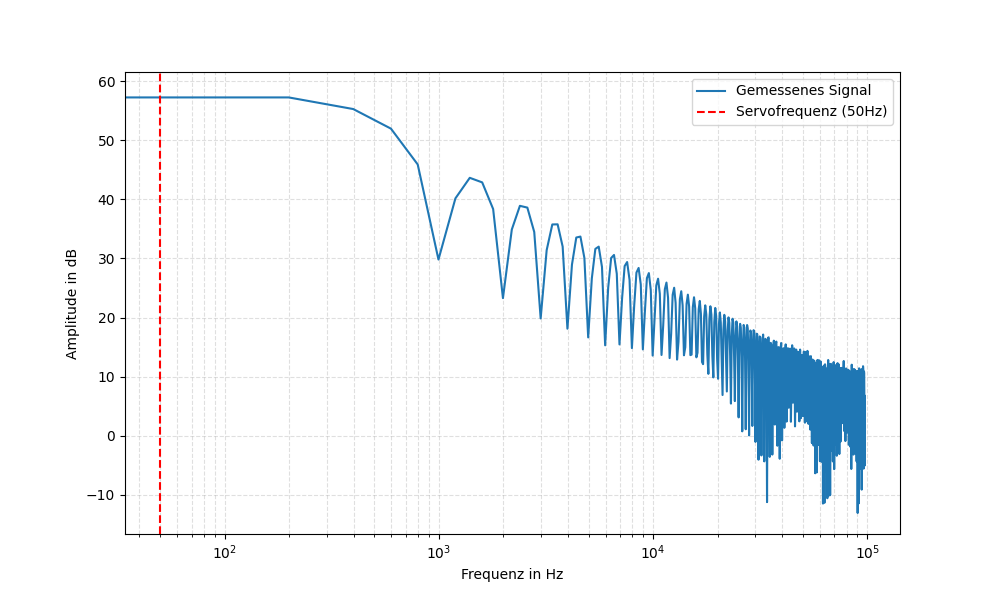 Gemessenes Signal
Servofrequenz (50Hz)
Amplitude in dB
60
50
40
30
20
10
0
−10
10² 10³ 10⁴ 10⁵
Frequenz in Hz